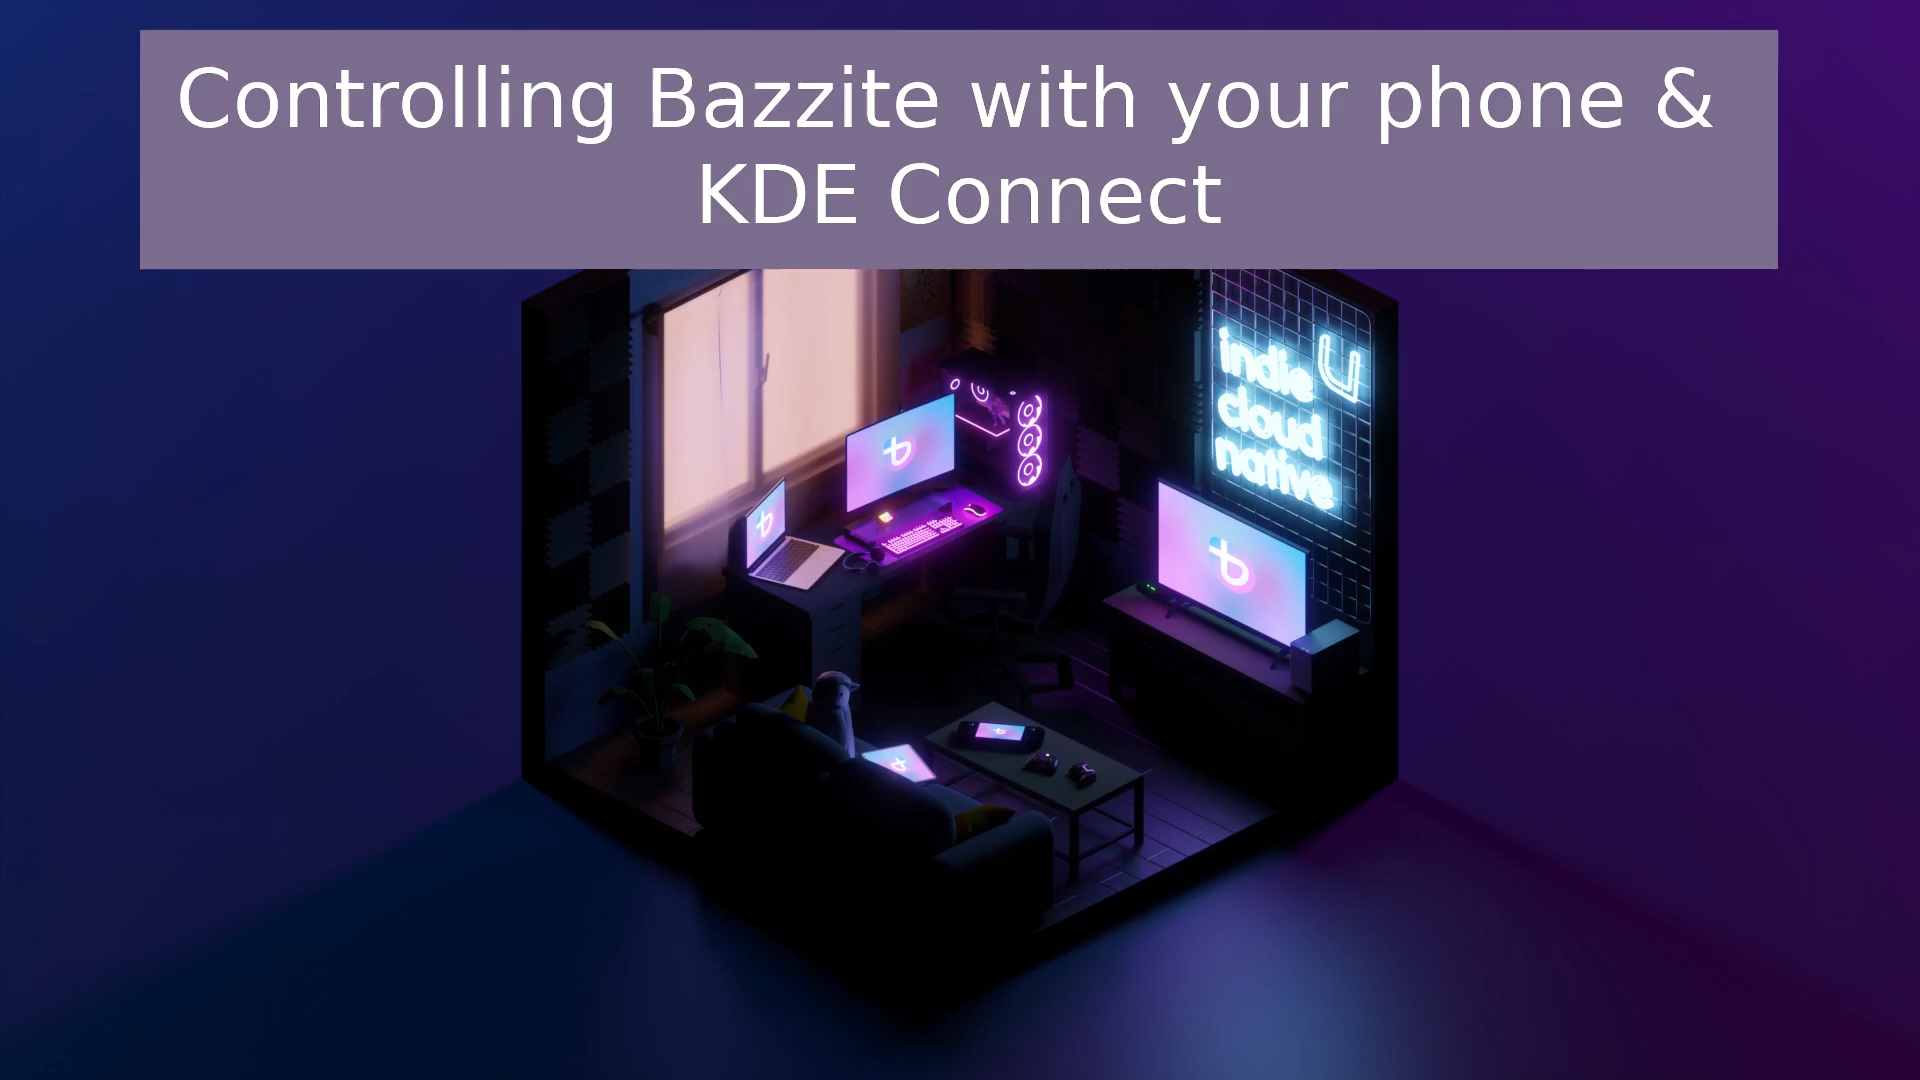 Controlling Bazzite with your phone &
KDE Connect
indie U
cloud
native